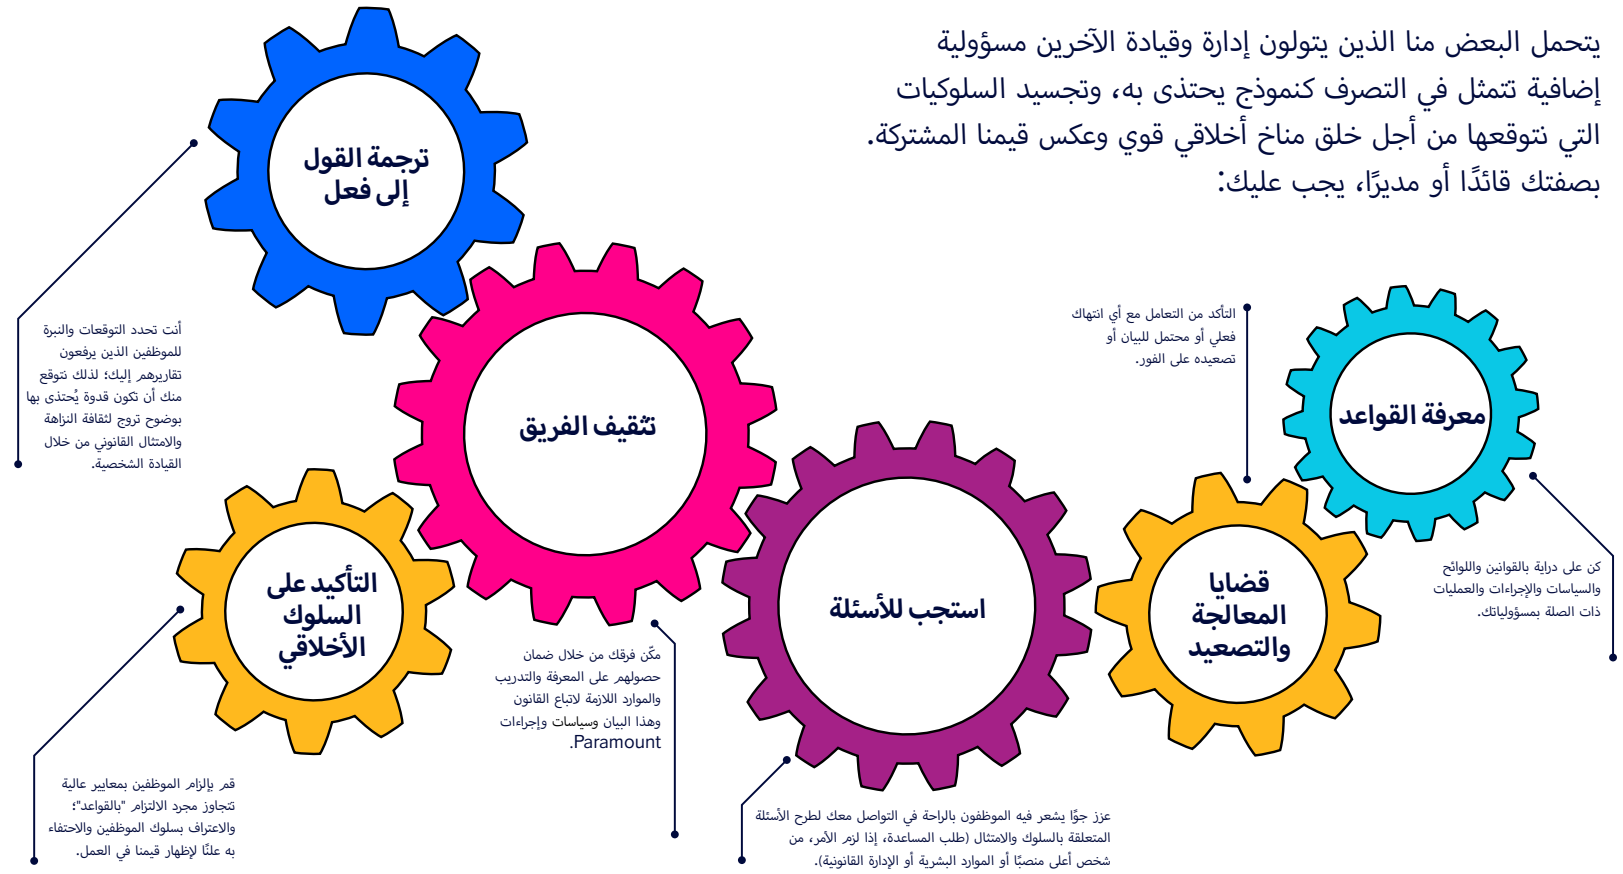 يتحمل البعض منا الذين يتولون إدارة وقيادة الآخرين مسؤولية
إضافية تتمثل في التصرف كنموذج يحتذى به، وتجسيد السلوكيات
التي نتوقعها من أجل خلق مناخ أخلاقي قوي وعكس قيمنا المشتركة.
بصفتك قائدًا أو مديرًا، يجب عليك:
معرفة القواعد
كن على دراية بالقوانين واللوائح
والسياسات والإجراءات والعمليات
ذات الصلة بمسؤولياتك.
قضايا
المعالجة
والتصعيد
التأكد من التعامل مع أي انتهاك
فعلي أو محتمل للبيان أو
تصعيده على الفور.
استجب للأسئلة
عزز جوًا يشعر فيه الموظفون بالراحة في التواصل معك لطرح الأسئلة
المتعلقة بالسلوك والامتثال (طلب المساعدة، إذا لزم الأمر، من
شخص أعلى منصبًا أو الموارد البشرية أو الإدارة القانونية).
تثقيف الفريق
مكّن فرقك من خلال ضمان
حصولهم على المعرفة والتدريب
والموارد اللازمة لاتباع القانون
وهذا البيان وسياسات وإجراءات
Paramount.
ترجمة القول
إلى فعل
أنت تحدد التوقعات والنبرة
للموظفين الذين يرفعون
تقاريرهم إليك؛ لذلك نتوقع
منك أن تكون قدوة يُحتذى بها
بوضوح تروج لثقافة النزاهة
والامتثال القانوني من خلال
القيادة الشخصية.
التأكيد على
السلوك
الأخلاقي
قم بإلزام الموظفين بمعايير عالية
تتجاوز مجرد الالتزام "بالقواعد"؛
والاعتراف بسلوك الموظفين والاحتفاء
به علنًا لإظهار قيمنا في العمل.